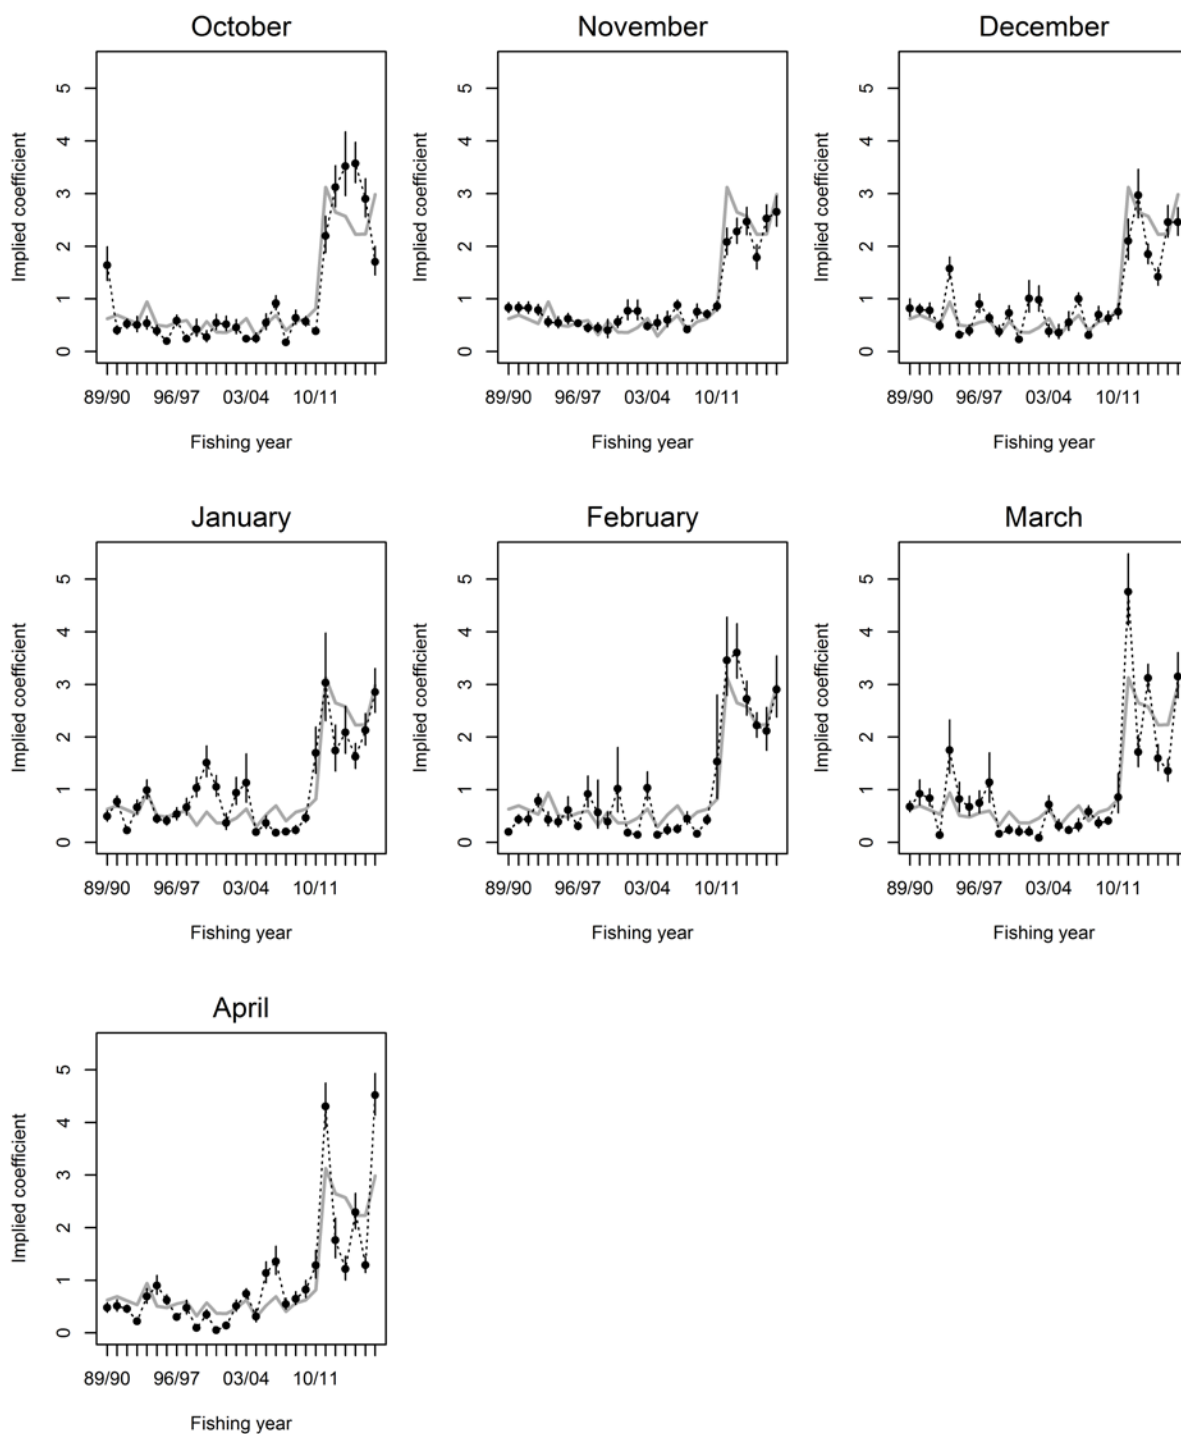 October
November
December
Implied coefficient
5
4
3
2
1
0
89/90 96/97 03/04 10/11
Fishing year
Implied coefficient
5
4
3
2
1
0
89/90 96/97 03/04 10/11
Fishing year
Implied coefficient
5
4
3
2
1
0
89/90 96/97 03/04 10/11
Fishing year
January
February
March
Implied coefficient
5
4
3
2
1
0
89/90 96/97 03/04 10/11
Fishing year
Implied coefficient
5
4
3
2
1
0
89/90 96/97 03/04 10/11
Fishing year
Implied coefficient
5
4
3
2
1
0
89/90 96/97 03/04 10/11
Fishing year
April
Implied coefficient
5
4
3
2
1
0
89/90 96/97 03/04 10/11
Fishing year